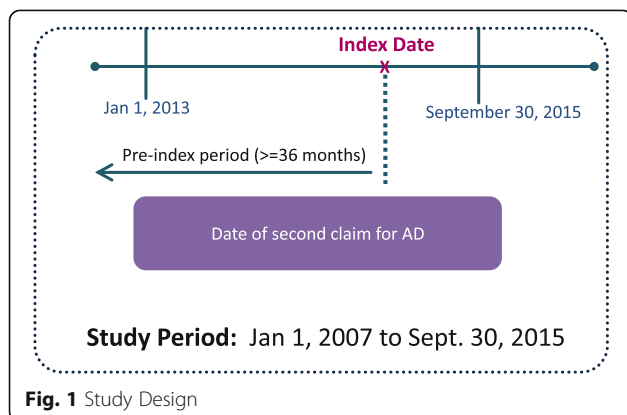 Index Date
X
Jan 1, 2013
September 30, 2015
Pre-index period (>=36 months)
Date of second claim for AD
Study Period: Jan 1, 2007 to Sept. 30, 2015
Fig. 1 Study Design